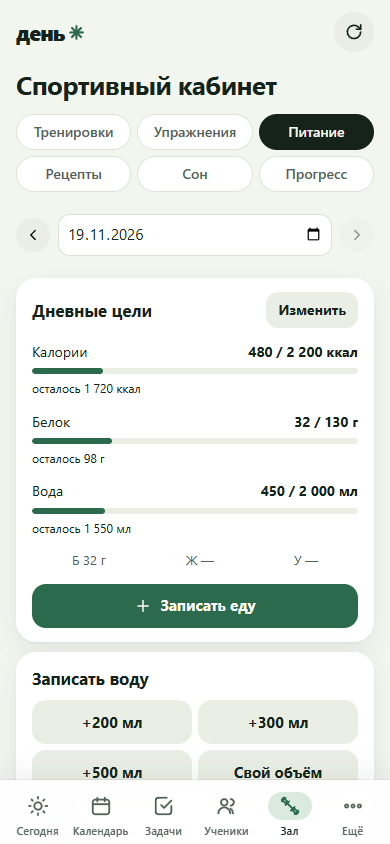 день
Спортивный кабинет
Тренировки Упражнения Питание
Рецепты Сон Прогресс
19.11.2026
Дневные цели Изменить
Калории 480 / 2 200 ккал
осталось 1 720 ккал
Белок 32 / 130 г
осталось 98 г
Вода 450 / 2 000 мл
осталось 1 550 мл
Б 32 г Ж — У —
+ Записать еду
Записать воду
+200 мл +300 мл
+500 мл Свой объём
Сегодня Календарь Задачи Ученики Зал Ещё